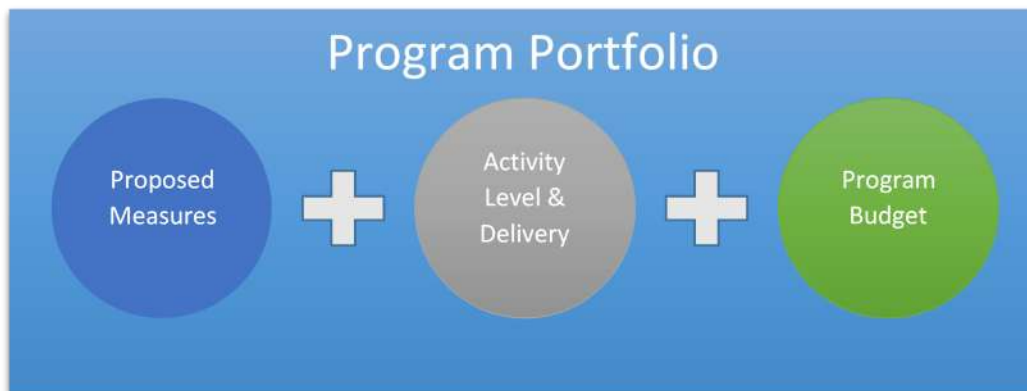 Program Portfolio
Proposed
Measures
Activity
Level &
Delivery
Program
Budget